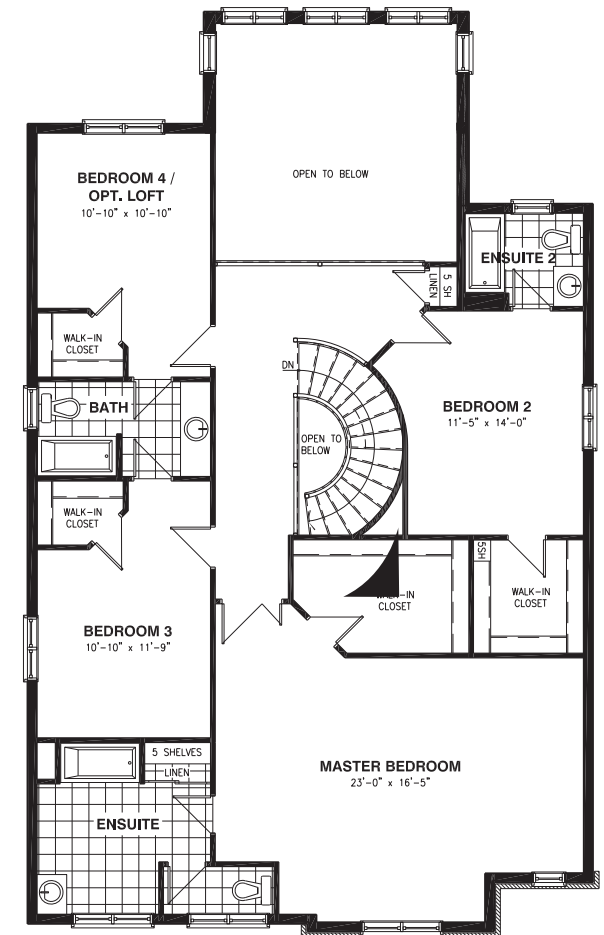 BEDROOM 4 /
OPT. LOFT
10'-10" x 10'-10"
OPEN TO BELOW
ENSUITE 2
5 SH
LINEN
WALK-IN
CLOSET
DN
BATH
BEDROOM 2
11'-5" x 14'-0"
OPEN TO
BELOW
WALK-IN
CLOSET
5SH
WALK-IN
CLOSET
WALK-IN
CLOSET
BEDROOM 3
10'-10" x 11'-9"
5 SHELVES
LINEN
MASTER BEDROOM
23'-0" x 16'-5"
ENSUITE